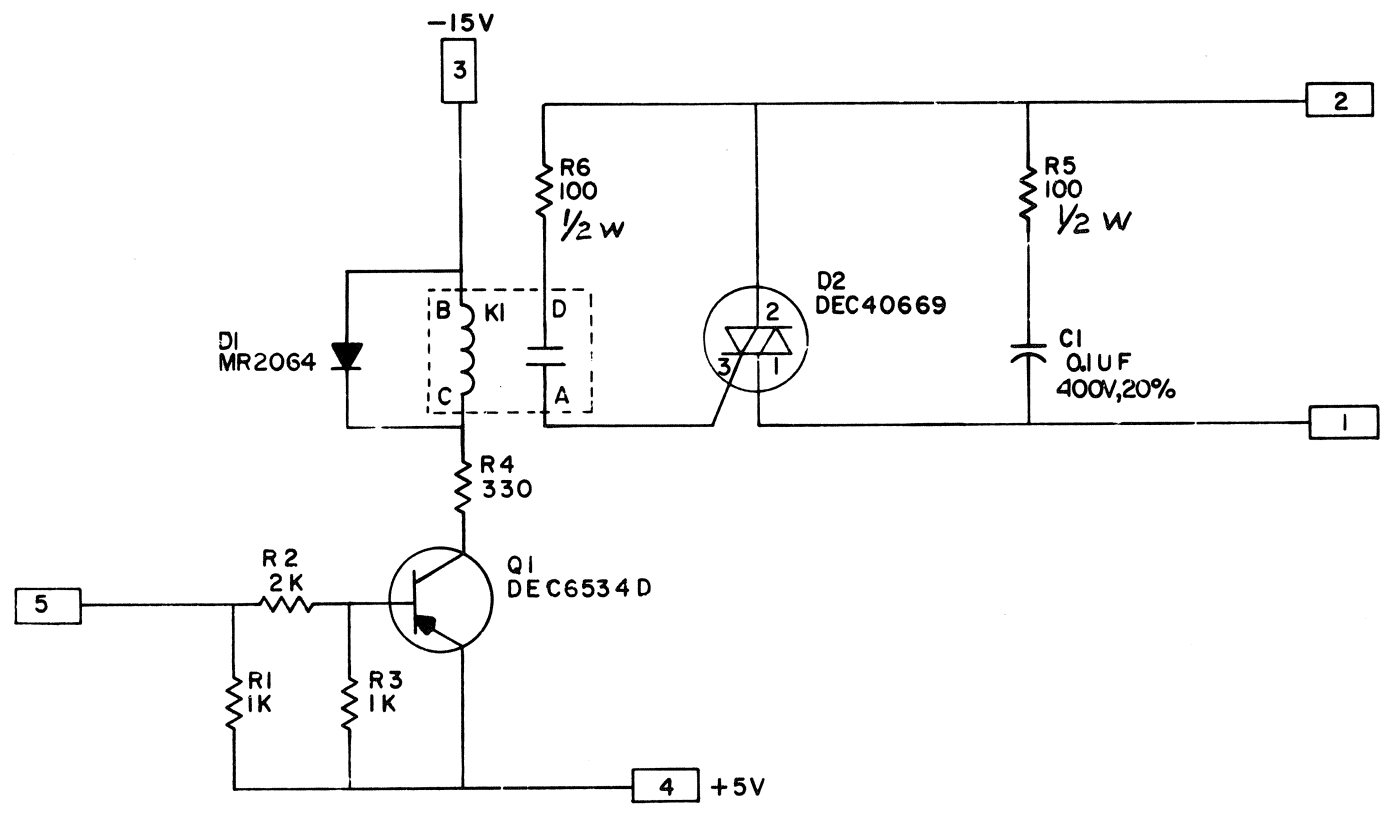 -15V
3
2
R6
100
1/2 W
R5
100
1/2 W
D2
DEC40669
B
K1
D
2
D1
MR2064
3
1
C1
0.1UF
400V,20%
C
A
1
R4
330
R2
2K
Q1
DEC6534D
5
R1
1K
R3
1K
4
+5V